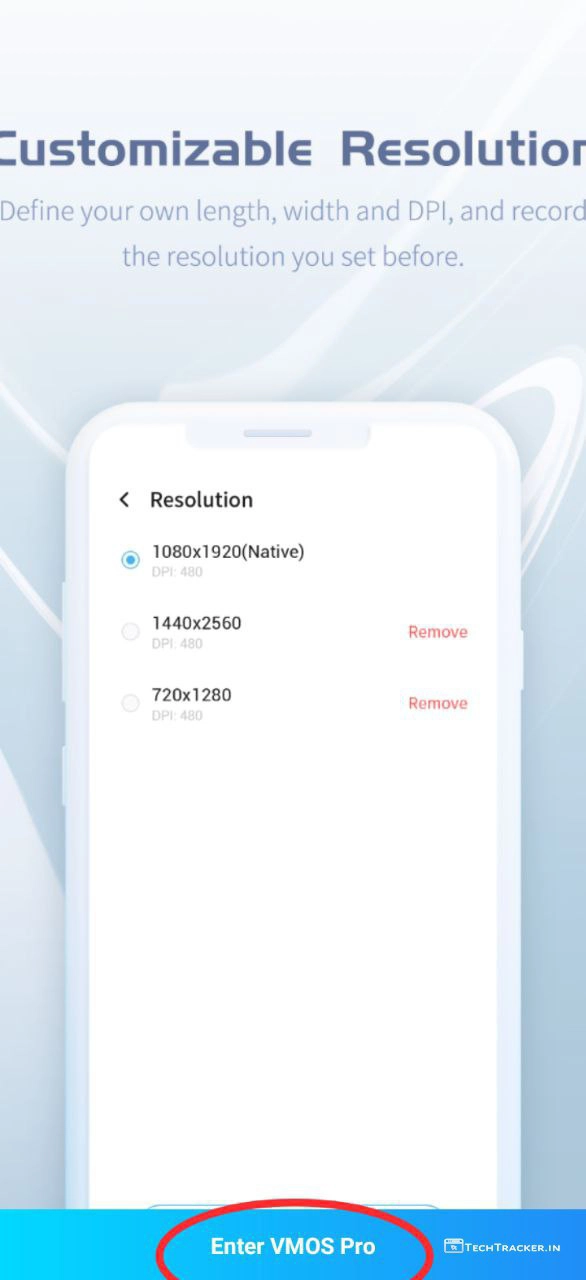 Customizable Resolution
Define your own length, width and DPI, and record
the resolution you set before.
Resolution
1080x1920(Native)
DPI: 480
1440x2560
Remove
DPI: 480
720x1280
Remove
DPI: 480
Enter VMOS Pro
TECHTRACKER.IN